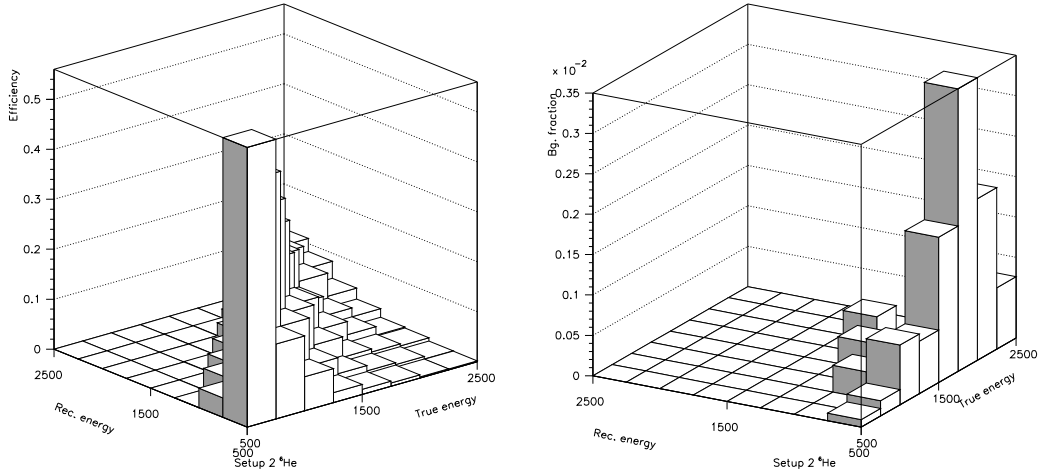 Efficiency
0.5
0.4
0.3
0.2
0.1
0
2500
1500
500
Rec. energy
500
1500
2500
True energy
Setup 2 ⁶He
x 10⁻²
Bg. fraction
0.35
0.3
0.25
0.2
0.15
0.1
0.05
0
2500
1500
500
Rec. energy
500
1500
2500
True energy
Setup 2 ⁶He